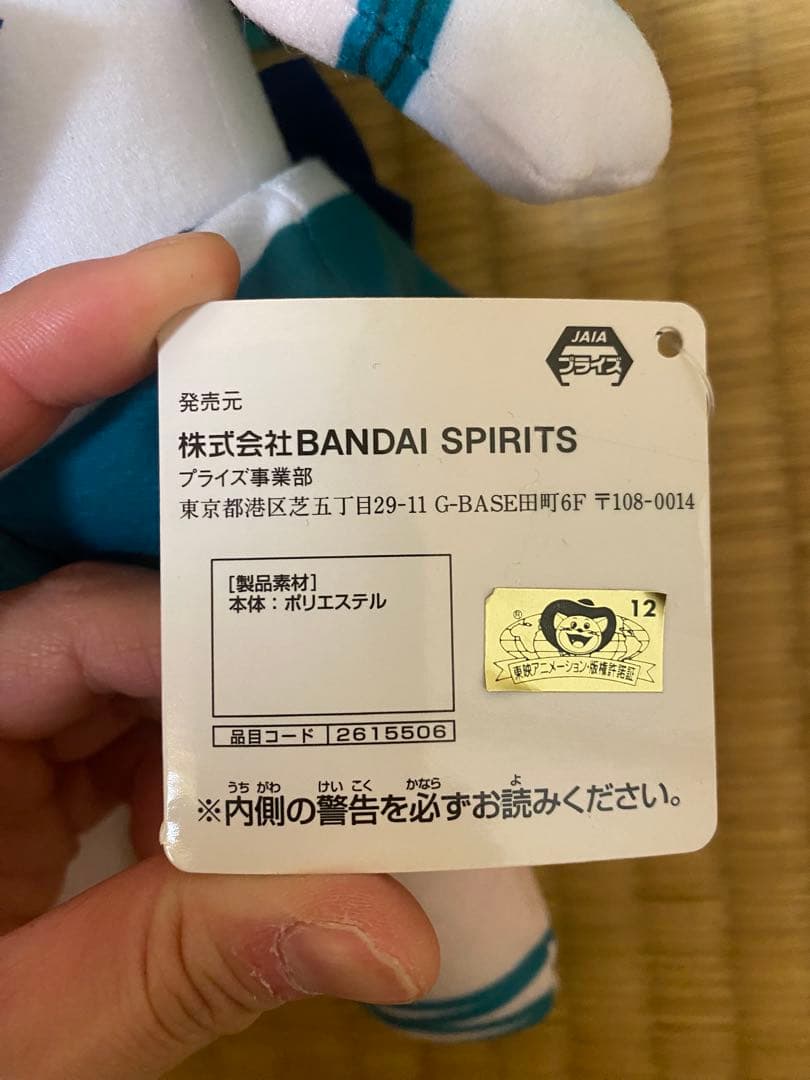 JAIA
プライズ
発売元
株式会社BANDAI SPIRITS
プライズ事業部
東京都港区芝五丁目29-11 G-BASE田町6F 〒108-0014
[製品素材]
本体：ポリエステル
® 12
東映アニメーション・版権許諾証
品目コード 2615506
うちがわ けいこく かなら よ
※内側の警告を必ずお読みください。